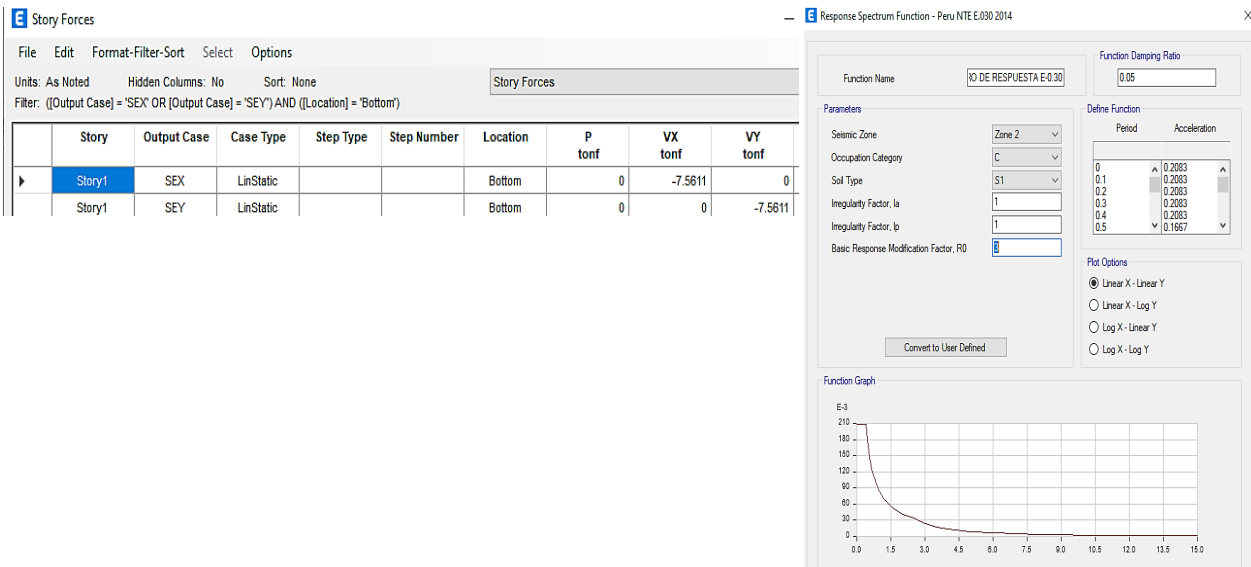 E Story Forces
File Edit Format-Filter-Sort Select Options
Units: As Noted Hidden Columns: No Sort: None Story Forces
Filter: ([Output Case] = 'SEX' OR [Output Case] = 'SEY') AND ([Location] = 'Bottom')
Story Output Case Case Type Step Type Step Number Location P VX VY
tonf tonf tonf
Story1 SEX LinStatic Bottom 0 -7.5611 0
Story1 SEY LinStatic Bottom 0 0 -7.5611
E Response Spectrum Function - Peru NTE E.030 2014
Function Damping Ratio
Function Name RO DE RESPUESTA E-0.30 0.05
Parameters Define Function
Seismic Zone Zone 2 Period Acceleration
Occupation Category C
Soil Type S1
Irregularity Factor, Ia 1
Irregularity Factor, Ip 1
Basic Response Modification Factor, R0 3
0 0.2083
0.1 0.2083
0.2 0.2083
0.3 0.2083
0.4 0.2083
0.5 0.1667
Plot Options
Linear X - Linear Y
Linear X - Log Y
Log X - Linear Y
Log X - Log Y
Convert to User Defined
Function Graph
E-3
210
180
150
120
90
60
30
0
0.0 1.5 3.0 4.5 6.0 7.5 9.0 10.5 12.0 13.5 15.0